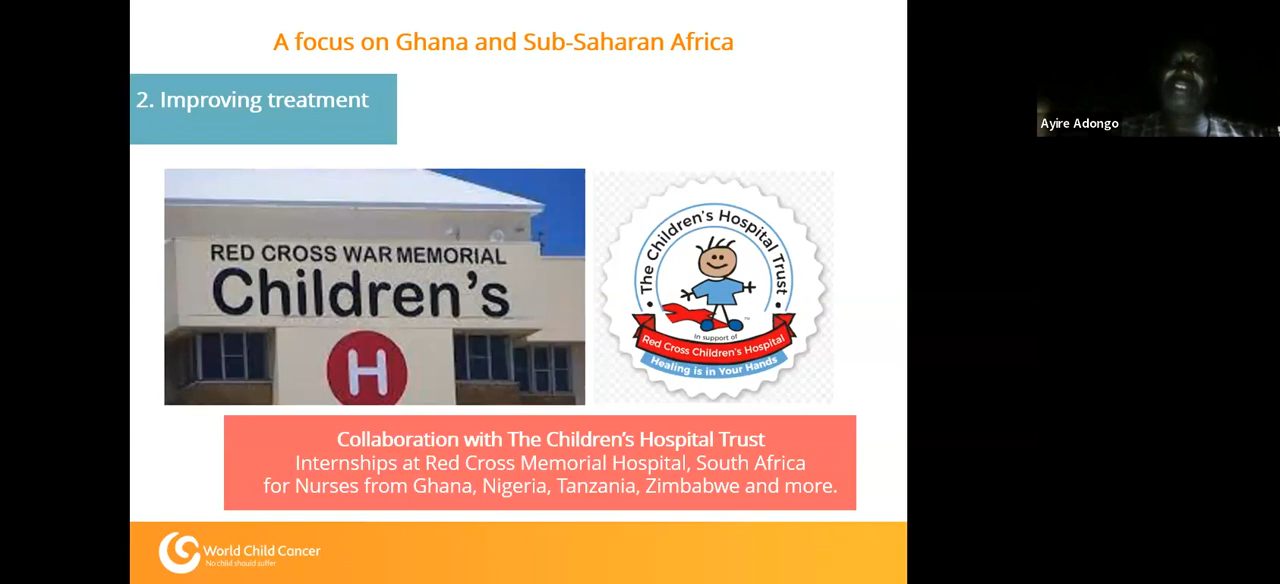 A focus on Ghana and Sub-Saharan Africa
2. Improving treatment
Ayire Adongo
RED CROSS WAR MEMORIAL
Children's
H
The Children's Hospital Trust
TM
In support of
Red Cross Children's Hospital
Healing is in Your Hands
Collaboration with The Children's Hospital Trust
Internships at Red Cross Memorial Hospital, South Africa
for Nurses from Ghana, Nigeria, Tanzania, Zimbabwe and more.
World Child Cancer
No child should suffer